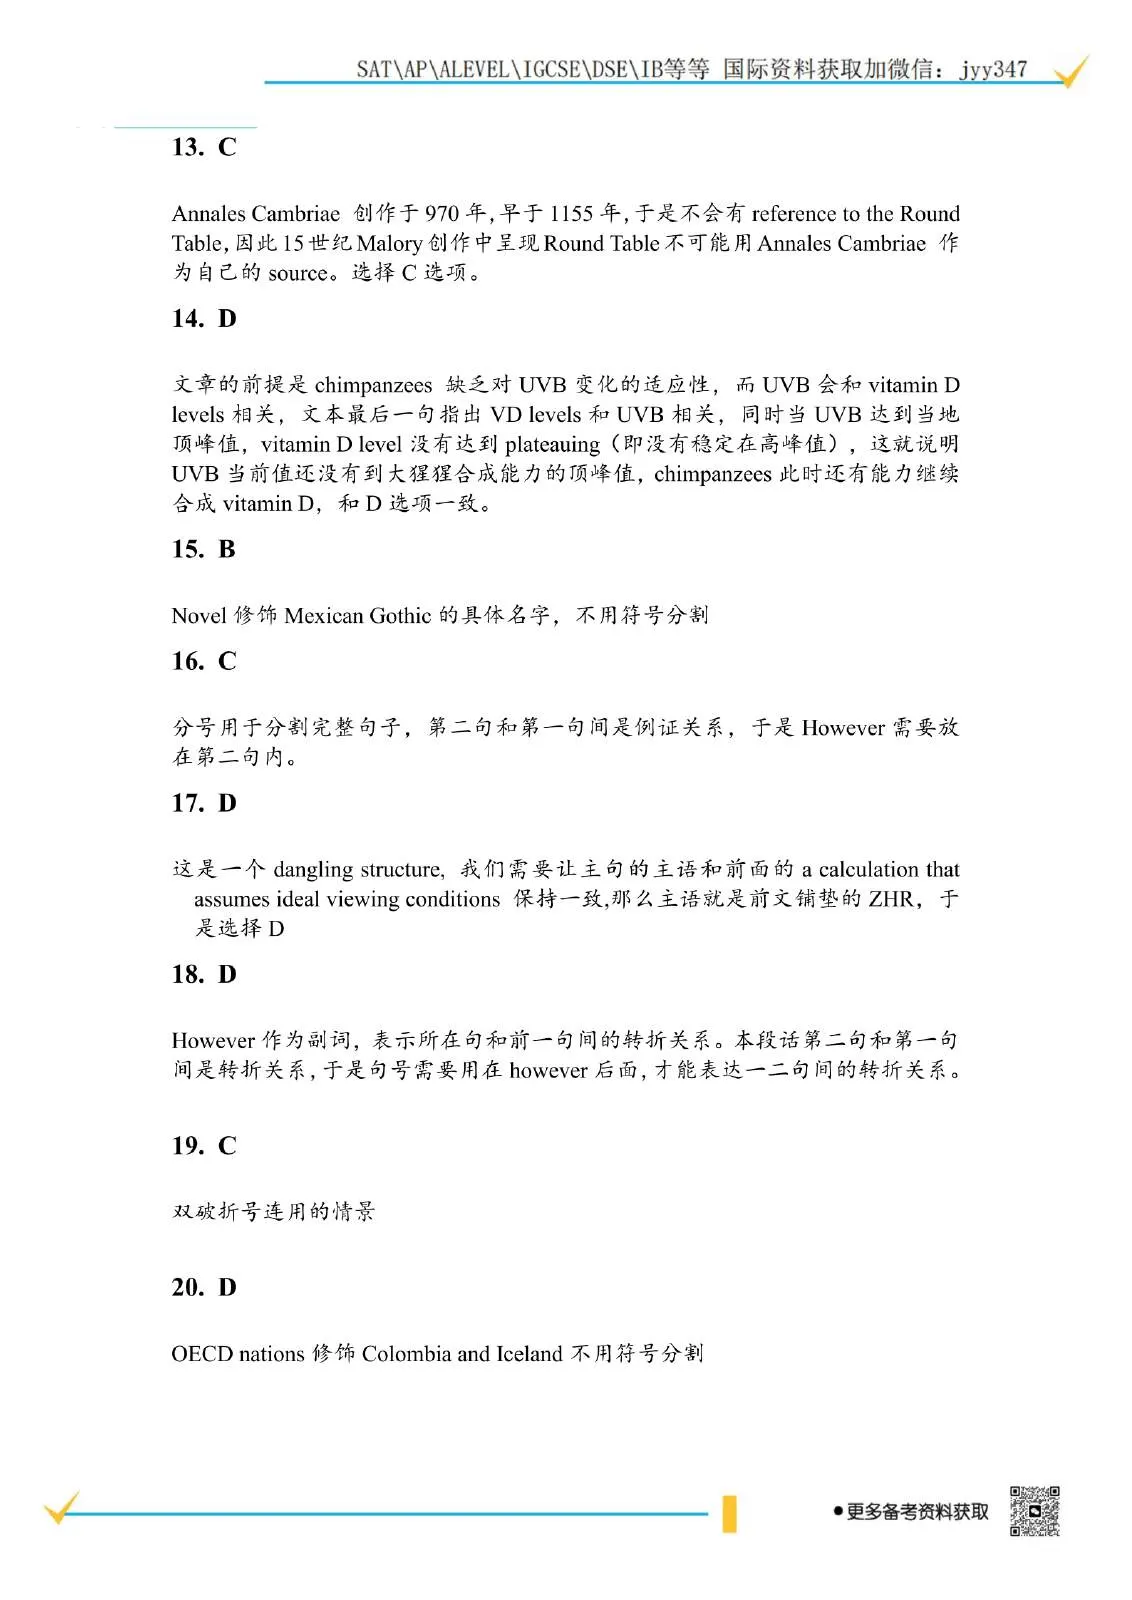 SAT\AP\ALEVEL\IGCSE\DSE\IB等等 国际资料获取加微信：jyy347
13. C
Annales Cambriae 创作于 970 年,早于 1155 年,于是不会有 reference to the Round
Table,因此 15 世纪 Malory 创作中呈现 Round Table 不可能用 Annales Cambriae 作
为自己的 source。选择 C 选项。
14. D
文章的前提是 chimpanzees 缺乏对 UVB 变化的适应性，而 UVB 会和 vitamin D
levels 相关，文本最后一句指出 VD levels 和 UVB 相关，同时当 UVB 达到当地
顶峰值，vitamin D level 没有达到 plateauing（即没有稳定在高峰值），这就说明
UVB 当前值还没有到大猩猩合成能力的顶峰值，chimpanzees 此时还有能力继续
合成 vitamin D，和 D 选项一致。
15. B
Novel 修饰 Mexican Gothic 的具体名字，不用符号分割
16. C
分号用于分割完整句子，第二句和第一句间是例证关系，于是 However 需要放
在第二句内。
17. D
这是一个 dangling structure, 我们需要让主句的主语和前面的 a calculation that
assumes ideal viewing conditions 保持一致,那么主语就是前文铺垫的 ZHR，于
是选择 D
18. D
However 作为副词，表示所在句和前一句间的转折关系。本段话第二句和第一句
间是转折关系,于是句号需要用在 however 后面,才能表达一二句间的转折关系。
19. C
双破折号连用的情景
20. D
OECD nations 修饰 Colombia and Iceland 不用符号分割
●更多备考资料获取